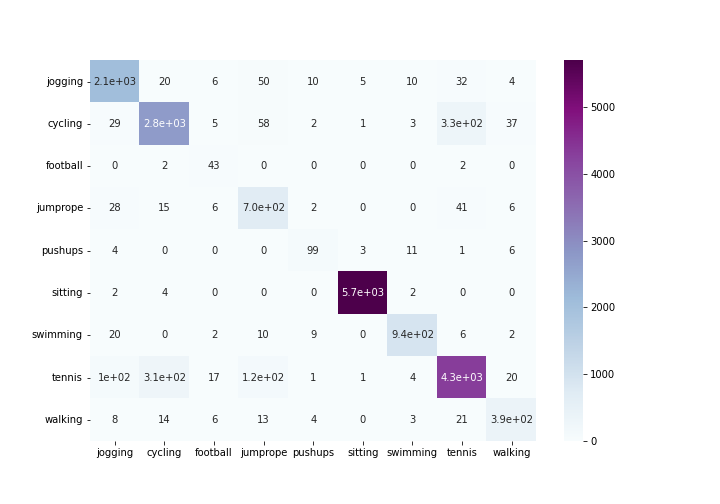 jogging 2.1e+03 20 6 50 10 5 10 32 4
cycling 29 2.8e+03 5 58 2 1 3 3.3e+02 37
football 0 2 43 0 0 0 0 2 0
jumprope 28 15 6 7.0e+02 2 0 0 41 6
pushups 4 0 0 0 99 3 11 1 6
sitting 2 4 0 0 0 5.7e+03 2 0 0
swimming 20 0 2 10 9 0 9.4e+02 6 2
tennis 1e+02 3.1e+02 17 1.2e+02 1 1 4 4.3e+03 20
walking 8 14 6 13 4 0 3 21 3.9e+02
jogging cycling football jumprope pushups sitting swimming tennis walking
5000
4000
3000
2000
1000
0